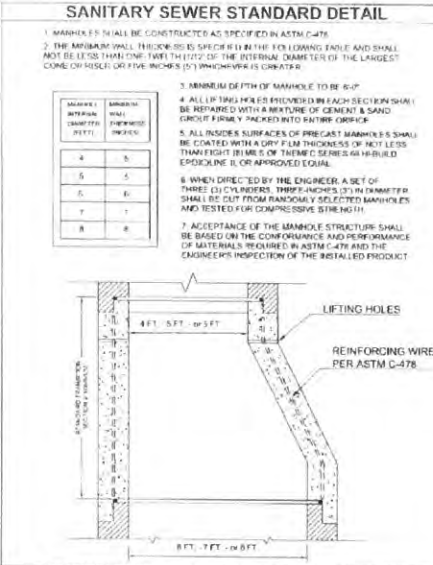 SANITARY SEWER STANDARD DETAIL
1. MANHOLES SHALL BE CONSTRUCTED AS SPECIFIED IN ASTM C-478
2. THE MINIMUM WALL THICKNESS IS SPECIFIED IN THE FOLLOWING TABLE AND SHALL
NOT BE LESS THAN ONE-TWELTH (1/12" OF THE INTERNAL DIAMETER OF THE LARGEST
CONE OR RISER OR FIVE INCHES (5") WHICHEVER IS GREATER
3. MINIMUM DEPTH OF MANHOLE TO BE 6'-0"
4. ALL LIFTING HOLES PROVIDED IN EACH SECTION SHALL
BE REPAIRED WITH A MIXTURE OF CEMENT & SAND
GROUT FIRMLY PACKED INTO ENTIRE ORIFICE
5. ALL INSIDES SURFACES OF PRECAST MANHOLES SHALL
BE COATED WITH A DRY FILM THICKNESS OF NOT LESS
THAN EIGHT (8) MILS OF TNEMEC SERIES 69 HI-BUILD
EPOXOLINE II, OR APPROVED EQUAL
6. WHEN DIRECTED BY THE ENGINEER, A SET OF
THREE (3) CYLINDERS, THREE-INCHES (3") IN DIAMETER
SHALL BE CUT FROM RANDOMLY SELECTED MANHOLES
AND TESTED FOR COMPRESSIVE STRENGTH
7. ACCEPTANCE OF THE MANHOLE STRUCTURE SHALL
BE BASED ON THE CONFORMANCE AND PERFORMANCE
OF MATERIALS REQUIRED IN ASTM C-478 AND THE
ENGINEER'S INSPECTION OF THE INSTALLED PRODUCT
MANHOLE INTERNAL DIAMETER (FEET)
MINIMUM WALL THICKNESS (INCHES)
4 5
5 5
6 6
7 7
8 8
LIFTING HOLES
4 FT, -5 FT, - or 5 FT
REINFORCING WIRE
PER ASTM C-478
STANDARD TRANSITION
6 FT, -7 FT, - or 8 FT